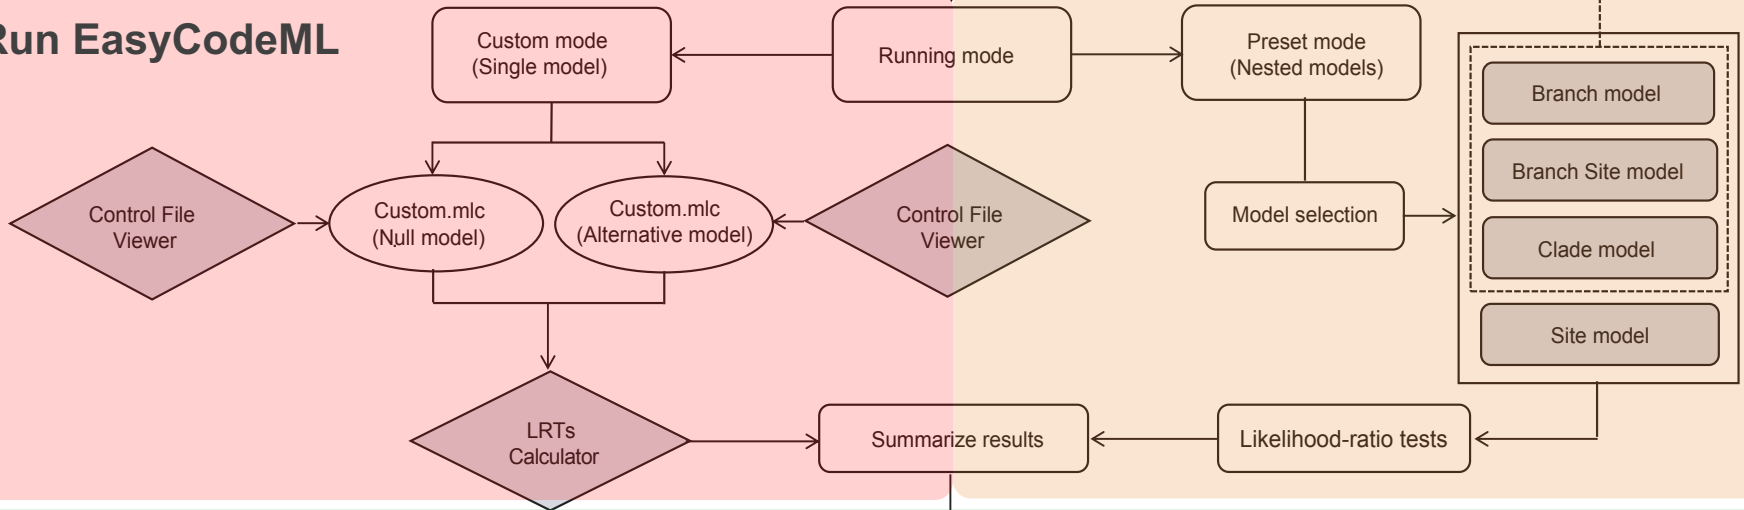 Run EasyCodeML
Custom mode
(Single model)
Running mode
Preset mode
(Nested models)
Branch model
Branch Site model
Clade model
Site model
Control File
Viewer
Custom.mlc
(Null model)
Custom.mlc
(Alternative model)
Control File
Viewer
Model selection
LRTs
Calculator
Summarize results
Likelihood-ratio tests